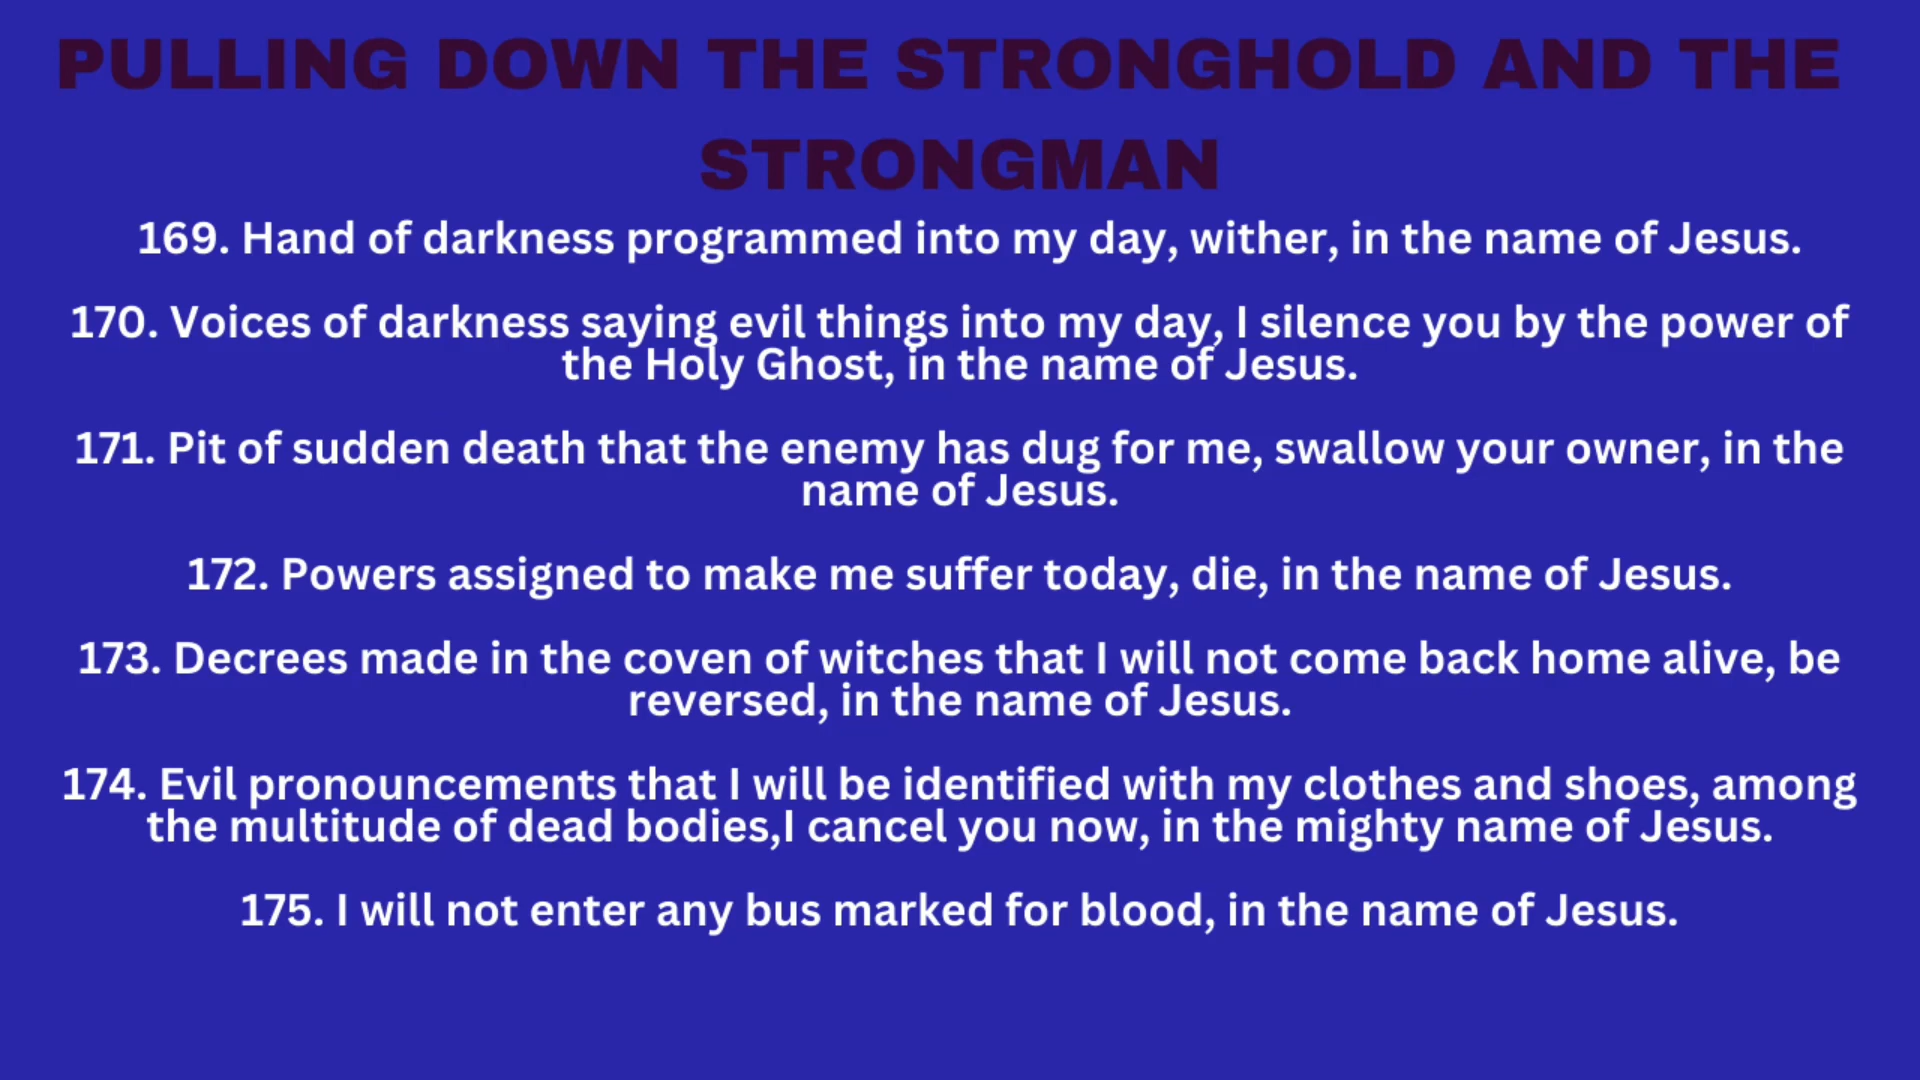 PULLING DOWN THE STRONGHOLD AND THE
STRONGMAN
169. Hand of darkness programmed into my day, wither, in the name of Jesus.
170. Voices of darkness saying evil things into my day, I silence you by the power of
the Holy Ghost, in the name of Jesus.
171. Pit of sudden death that the enemy has dug for me, swallow your owner, in the
name of Jesus.
172. Powers assigned to make me suffer today, die, in the name of Jesus.
173. Decrees made in the coven of witches that I will not come back home alive, be
reversed, in the name of Jesus.
174. Evil pronouncements that I will be identified with my clothes and shoes, among
the multitude of dead bodies,I cancel you now, in the mighty name of Jesus.
175. I will not enter any bus marked for blood, in the name of Jesus.